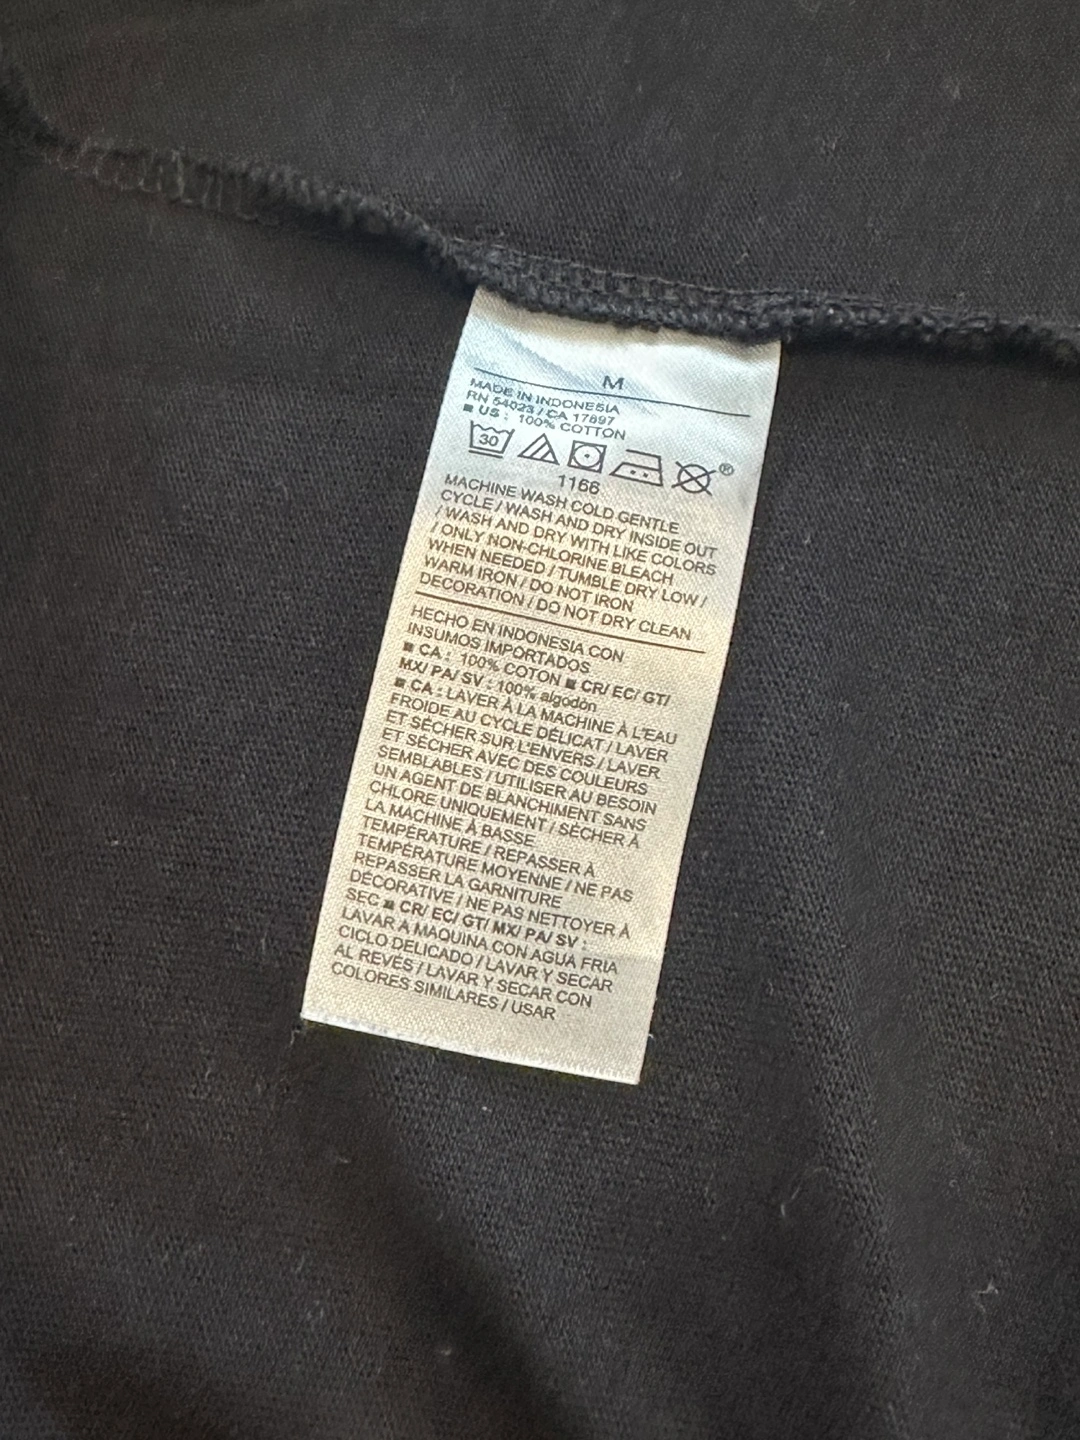 M
MADE IN INDONESIA
RN 54023 / CA 17897
■ US : 100% COTTON
30
®
1166
MACHINE WASH COLD GENTLE
CYCLE / WASH AND DRY INSIDE OUT
/ WASH AND DRY WITH LIKE COLORS
/ ONLY NON-CHLORINE BLEACH
WHEN NEEDED / TUMBLE DRY LOW /
WARM IRON / DO NOT IRON
DECORATION / DO NOT DRY CLEAN
HECHO EN INDONESIA CON
INSUMOS IMPORTADOS
■ CA : 100% COTON ■ CR/ EC/ GT/
MX/ PA/ SV : 100% algodón
■ CA : LAVER À LA MACHINE À L'EAU
FROIDE AU CYCLE DÉLICAT / LAVER
ET SÉCHER SUR L'ENVERS / LAVER
ET SÉCHER AVEC DES COULEURS
SEMBLABLES / UTILISER AU BESOIN
UN AGENT DE BLANCHIMENT SANS
CHLORE UNIQUEMENT / SÉCHER À
LA MACHINE À BASSE
TEMPÉRATURE / REPASSER À
TEMPÉRATURE MOYENNE / NE PAS
REPASSER LA GARNITURE
DÉCORATIVE / NE PAS NETTOYER À
SEC ■ CR/ EC/ GT/ MX/ PA/ SV :
LAVAR A MAQUINA CON AGUA FRIA
CICLO DELICADO / LAVAR Y SECAR
AL REVÉS / LAVAR Y SECAR CON
COLORES SIMILARES / USAR